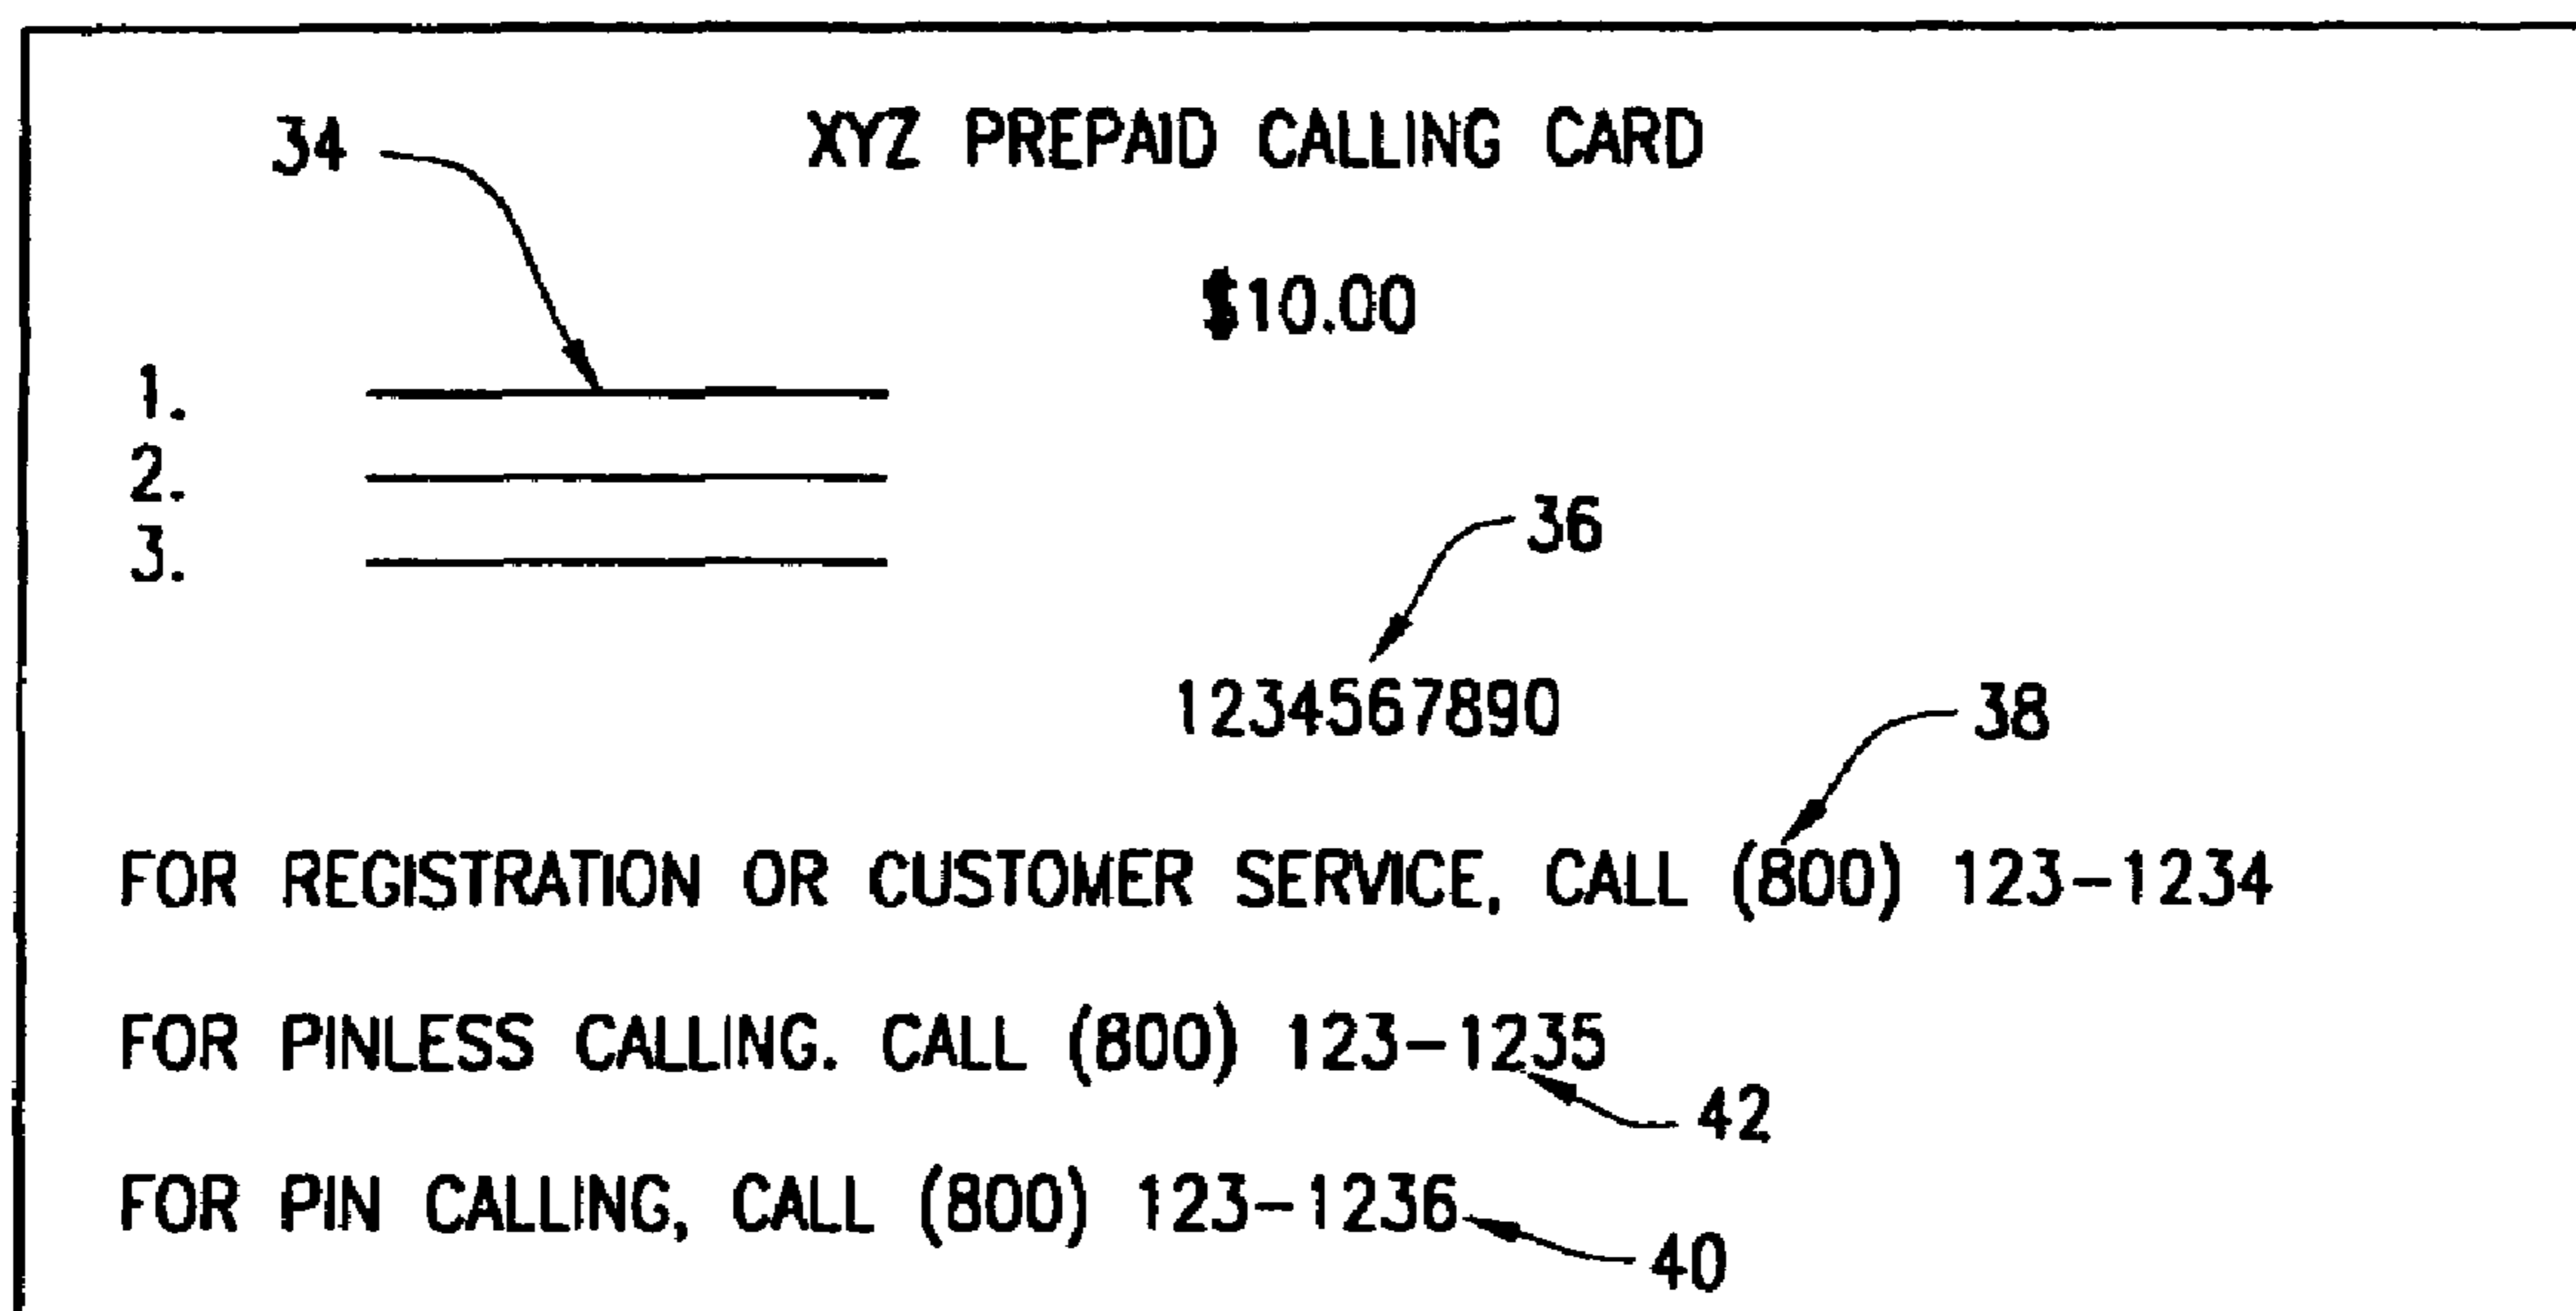 34 XYZ PREPAID CALLING CARD
$10.00
1.
2.
3.
36
1234567890
38
FOR REGISTRATION OR CUSTOMER SERVICE, CALL (800) 123-1234
FOR PINLESS CALLING. CALL (800) 123-1235
42
FOR PIN CALLING, CALL (800) 123-1236
40